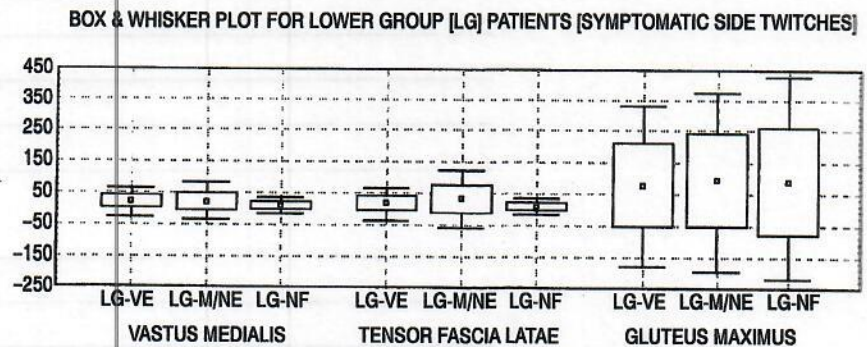 BOX & WHISKER PLOT FOR LOWER GROUP [LG] PATIENTS [SYMPTOMATIC SIDE TWITCHES]
450
350
250
150
50
-50
-150
-250
LG-VE LG-M/NE LG-NF LG-VE LG-M/NE LG-NF LG-VE LG-M/NE LG-NF
VASTUS MEDIALIS TENSOR FASCIA LATAE GLUTEUS MAXIMUS